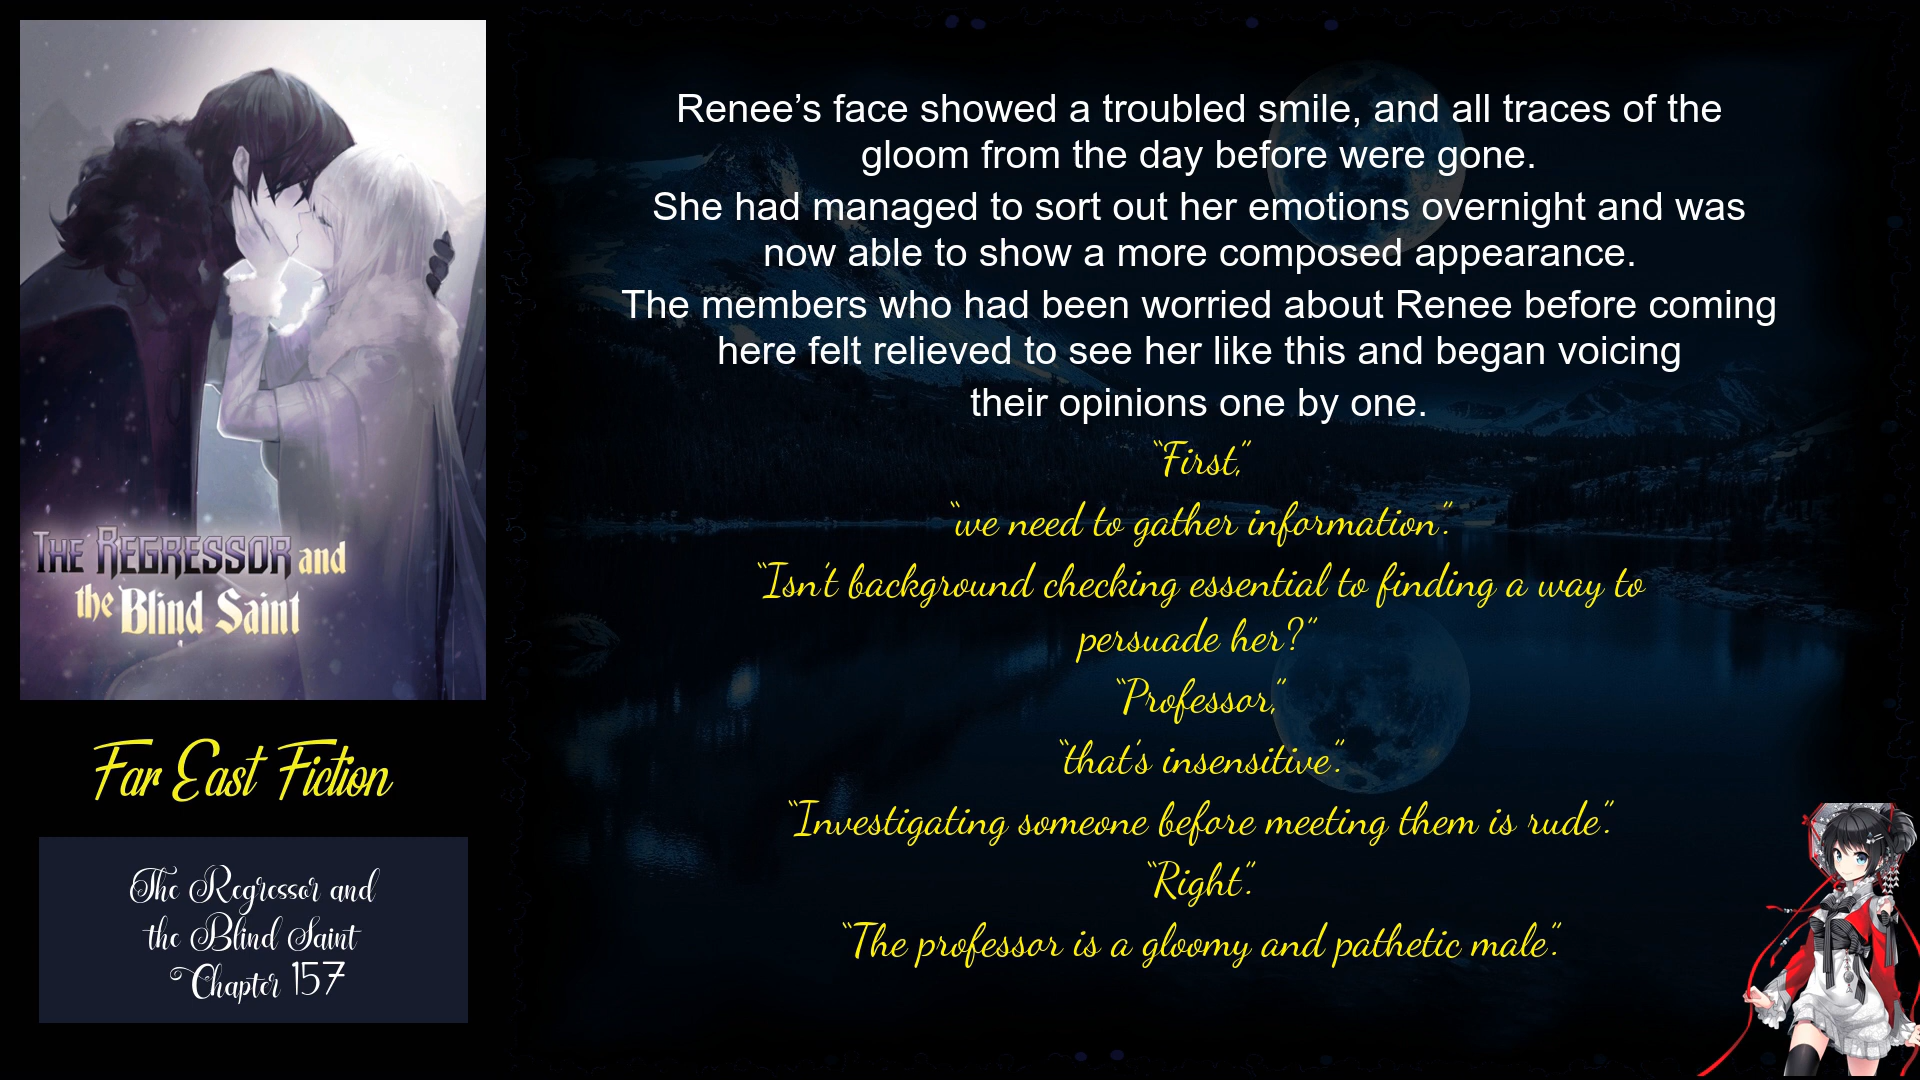 THE REGRESSOR and
the Blind Saint
Far East Fiction
The Regressor and
the Blind Saint
Chapter 157
Renee’s face showed a troubled smile, and all traces of the
gloom from the day before were gone.
She had managed to sort out her emotions overnight and was
now able to show a more composed appearance.
The members who had been worried about Renee before coming
here felt relieved to see her like this and began voicing
their opinions one by one.
“First,”
“we need to gather information”.
“Isn’t background checking essential to finding a way to
persuade her?”
“Professor,”
“that’s insensitive”.
“Investigating someone before meeting them is rude”.
“Right”.
“The professor is a gloomy and pathetic male”.